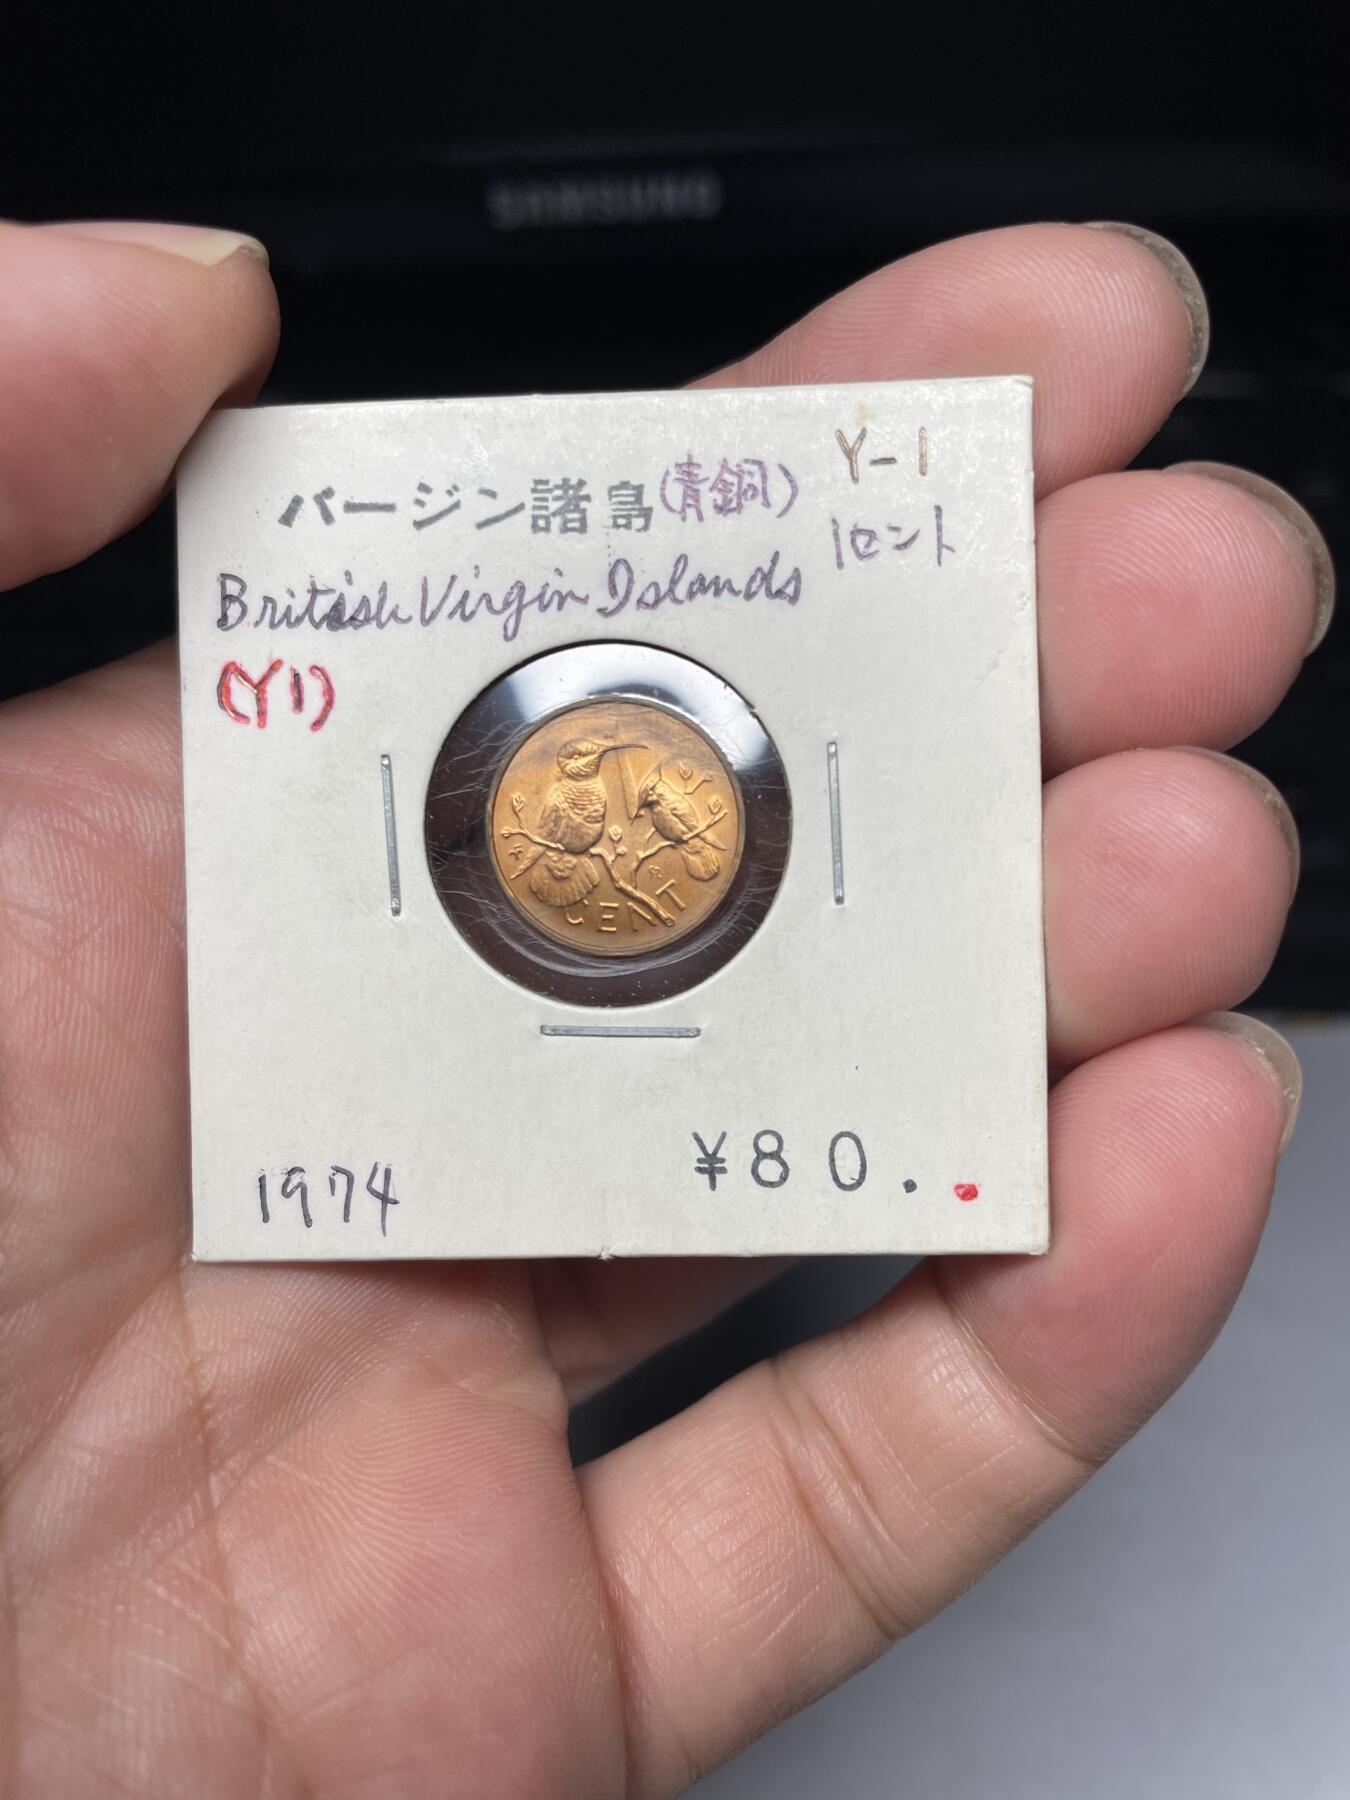 SAMSUNG
バージン諸島(青銅) Y-1
1セント
British Virgin Islands
(Y1)
CENT
1974 ¥80.